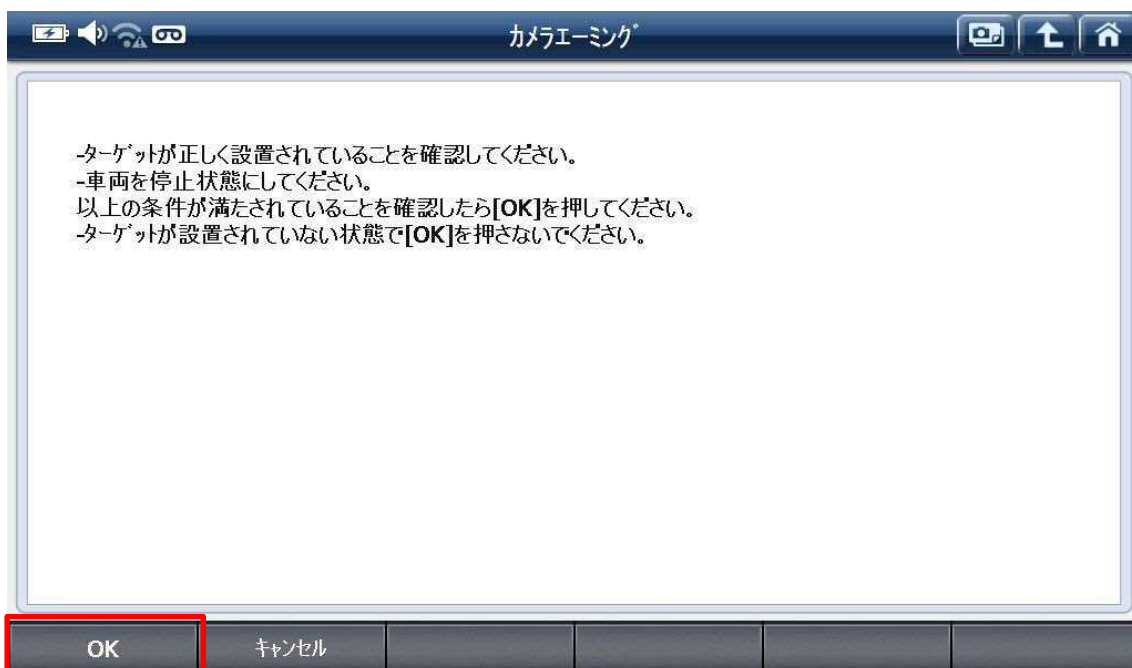 ｶﾒﾗｴｰﾐﾝｸﾞ
-ﾀｰｹﾞｯﾄが正しく設置されていることを確認してください。
-車両を停止状態にしてください。
以上の条件が満たされていることを確認したら[OK]を押してください。
-ﾀｰｹﾞｯﾄが設置されていない状態で[OK]を押さないでください。
OK
ｷｬﾝｾﾙ